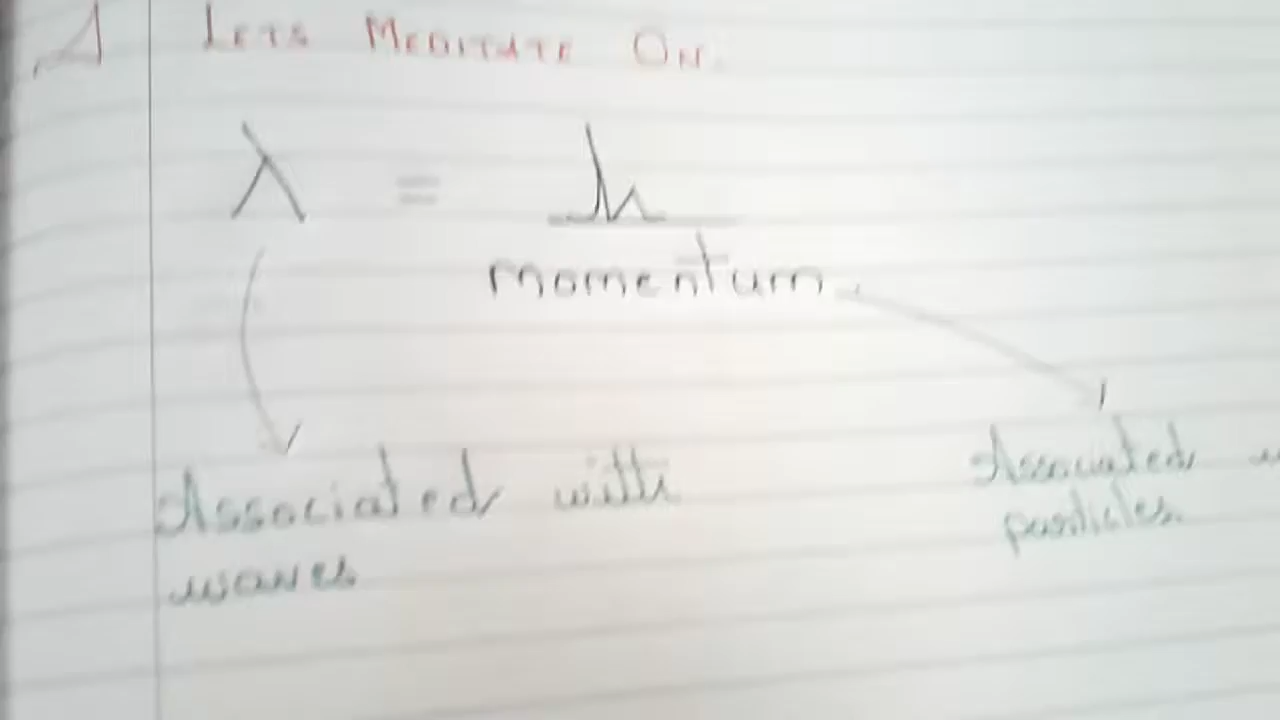 LETS MEDITATE ON.
λ = h
momentum.
Associated with
waves
Associated
particles.